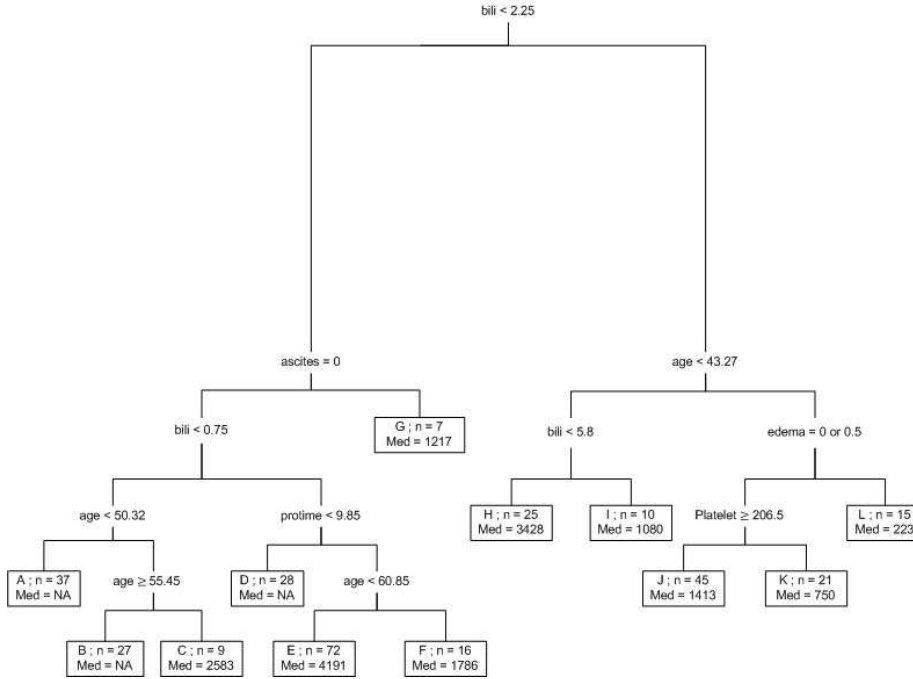 bili < 2.25
ascites = 0
age < 43.27
bili < 0.75
G ; n = 7
Med = 1217
bili < 5.8
edema = 0 or 0.5
age < 50.32
protime < 9.85
H ; n = 25
Med = 3428
I ; n = 10
Med = 1080
Platelet ≥ 206.5
L ; n = 15
Med = 223
A ; n = 37
Med = NA
age ≥ 55.45
D ; n = 28
Med = NA
age < 60.85
J ; n = 45
Med = 1413
K ; n = 21
Med = 750
B ; n = 27
Med = NA
C ; n = 9
Med = 2583
E ; n = 72
Med = 4191
F ; n = 16
Med = 1786